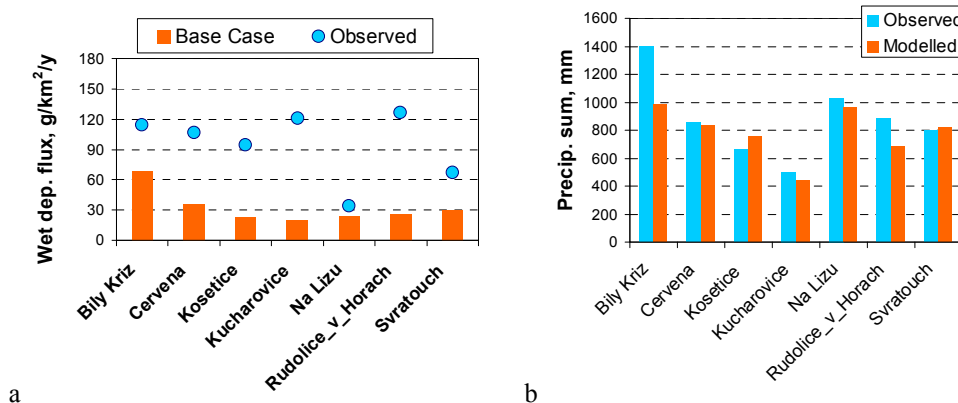 Base Case Observed
Wet dep. flux, g/km²/y
180
150
120
90
60
30
0
Bily Kriz
Cervena
Kosetice
Kucharovice
Na Lizu
Rudolice_v_Horach
Svratouch
a
Observed
Modelled
Precip. sum, mm
1600
1400
1200
1000
800
600
400
200
0
Bily Kriz
Cervena
Kosetice
Kucharovice
Na Lizu
Rudolice_v_Horach
Svratouch
b